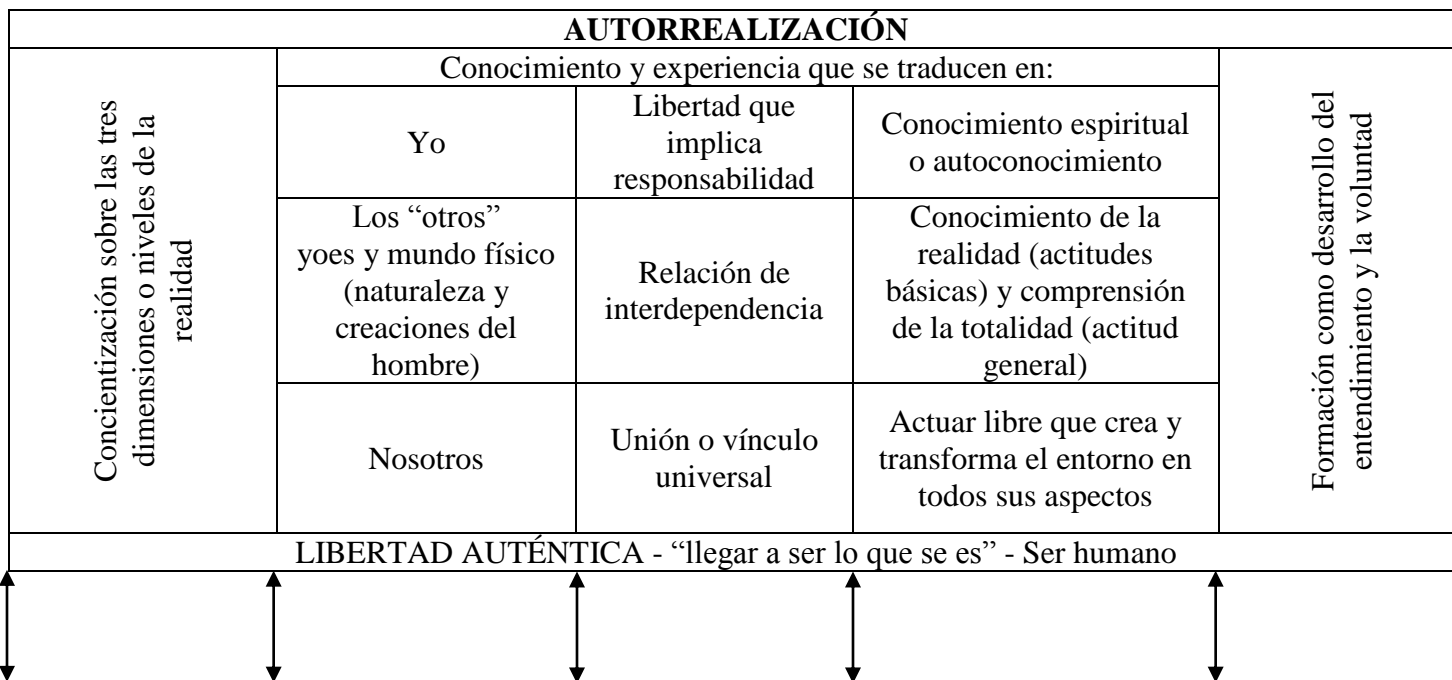 AUTORREALIZACIÓN
Concientización sobre las tres
dimensiones o niveles de la
realidad
Conocimiento y experiencia que se traducen en:
Yo
Libertad que
implica
responsabilidad
Conocimiento espiritual
o autoconocimiento
Los “otros”
yoes y mundo físico
(naturaleza y
creaciones del
hombre)
Relación de
interdependencia
Conocimiento de la
realidad (actitudes
básicas) y comprensión
de la totalidad (actitud
general)
Nosotros
Unión o vínculo
universal
Actuar libre que crea y
transforma el entorno en
todos sus aspectos
Formación como desarrollo del
entendimiento y la voluntad
LIBERTAD AUTÉNTICA - “llegar a ser lo que se es” - Ser humano